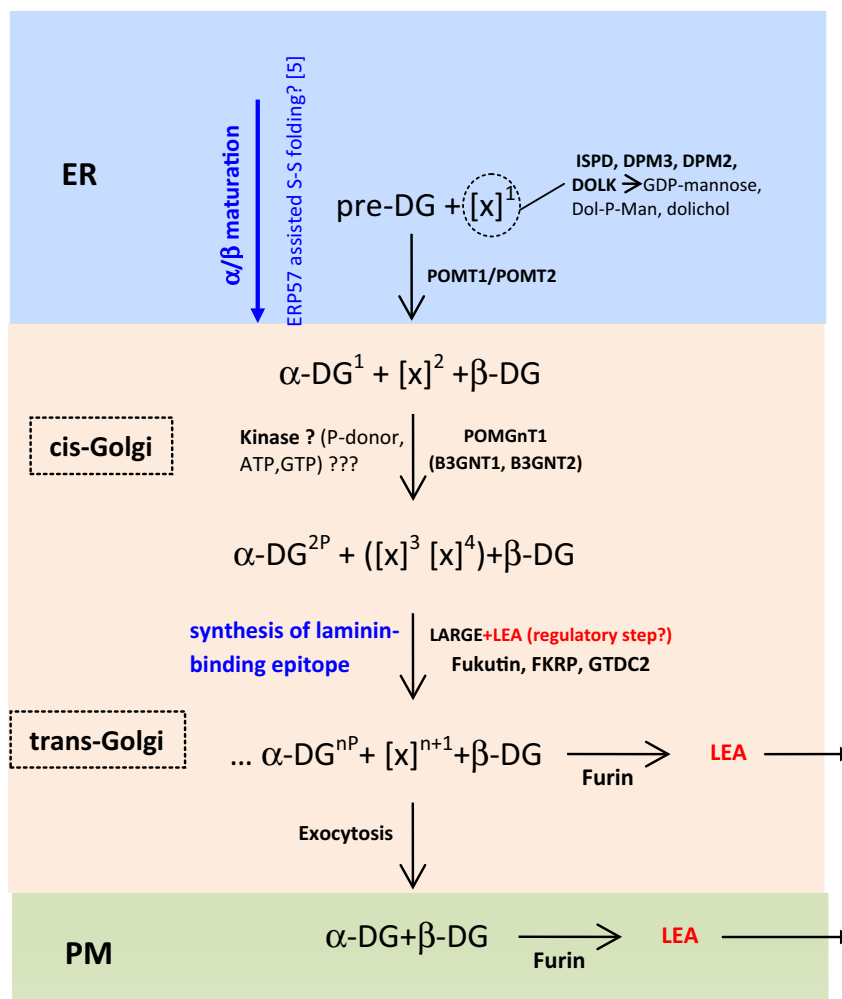 ER
α/β maturation
ERP57 assisted S-S folding? [5]
pre-DG + [x]¹
ISPD, DPM3, DPM2,
DOLK → GDP-mannose,
Dol-P-Man, dolichol
POMT1/POMT2
α-DG¹ + [x]² +β-DG
cis-Golgi
Kinase ? (P-donor,
ATP,GTP) ???
POMGnT1
(B3GNT1, B3GNT2)
α-DG²ᴾ + ([x]³ [x]⁴)+β-DG
synthesis of laminin-
binding epitope
LARGE+LEA (regulatory step?)
Fukutin, FKRP, GTDC2
trans-Golgi
... α-DGⁿᴾ+ [x]ⁿ⁺¹+β-DG
Furin
LEA
Exocytosis
PM
α-DG+β-DG
Furin
LEA